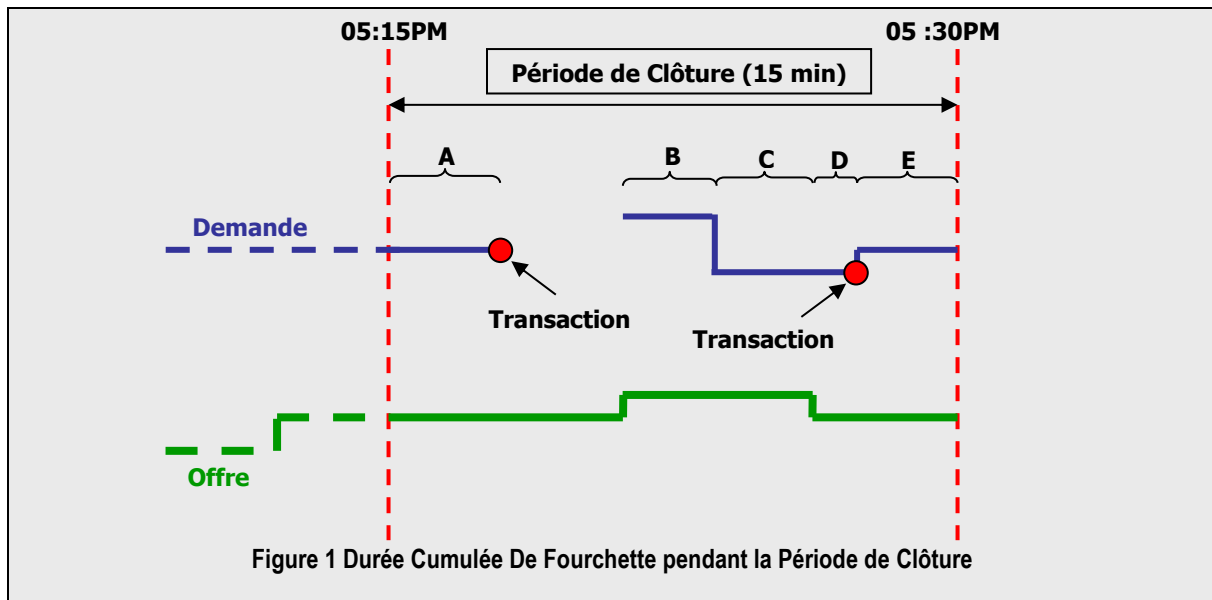 05:15PM 05 :30PM
Période de Clôture (15 min)
A B C D E
Demande
Transaction
Transaction
Offre
Figure 1 Durée Cumulée De Fourchette pendant la Période de Clôture